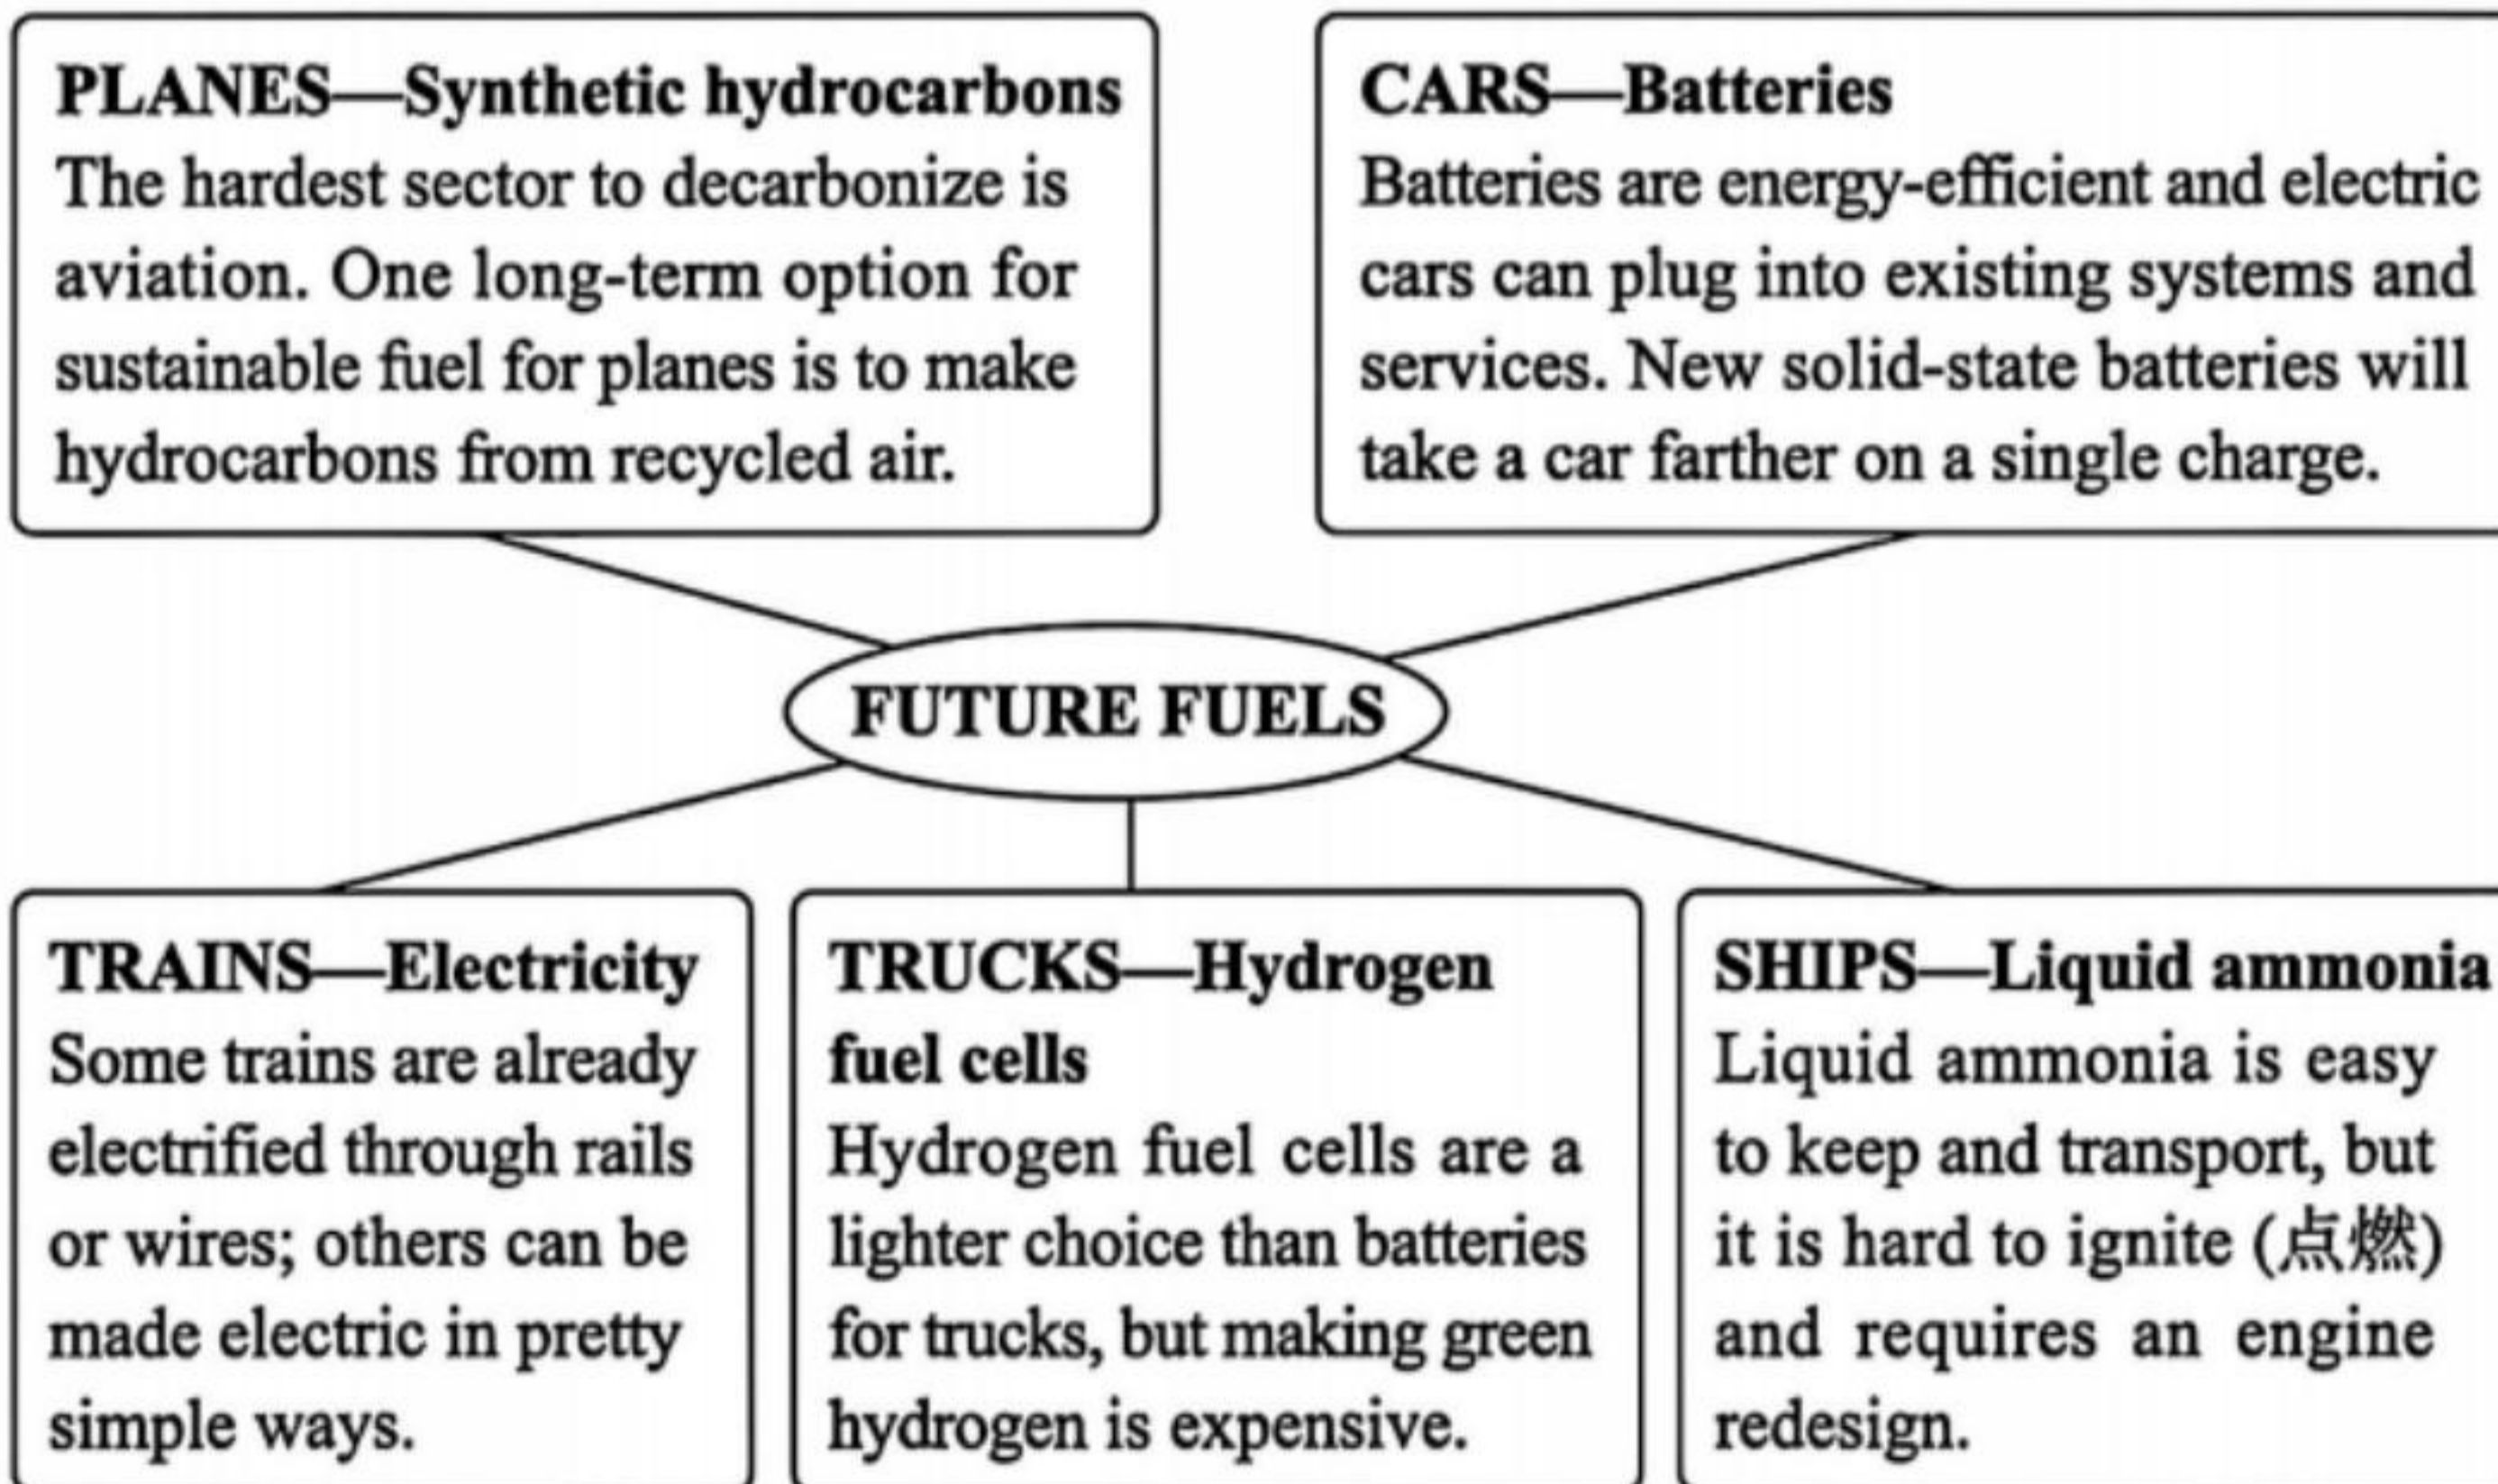 PLANES—Synthetic hydrocarbons
The hardest sector to decarbonize is
aviation. One long-term option for
sustainable fuel for planes is to make
hydrocarbons from recycled air.
CARS—Batteries
Batteries are energy-efficient and electric
cars can plug into existing systems and
services. New solid-state batteries will
take a car farther on a single charge.
FUTURE FUELS
TRAINS—Electricity
Some trains are already
electrified through rails
or wires; others can be
made electric in pretty
simple ways.
TRUCKS—Hydrogen
fuel cells
Hydrogen fuel cells are a
lighter choice than batteries
for trucks, but making green
hydrogen is expensive.
SHIPS—Liquid ammonia
Liquid ammonia is easy
to keep and transport, but
it is hard to ignite (点燃)
and requires an engine
redesign.